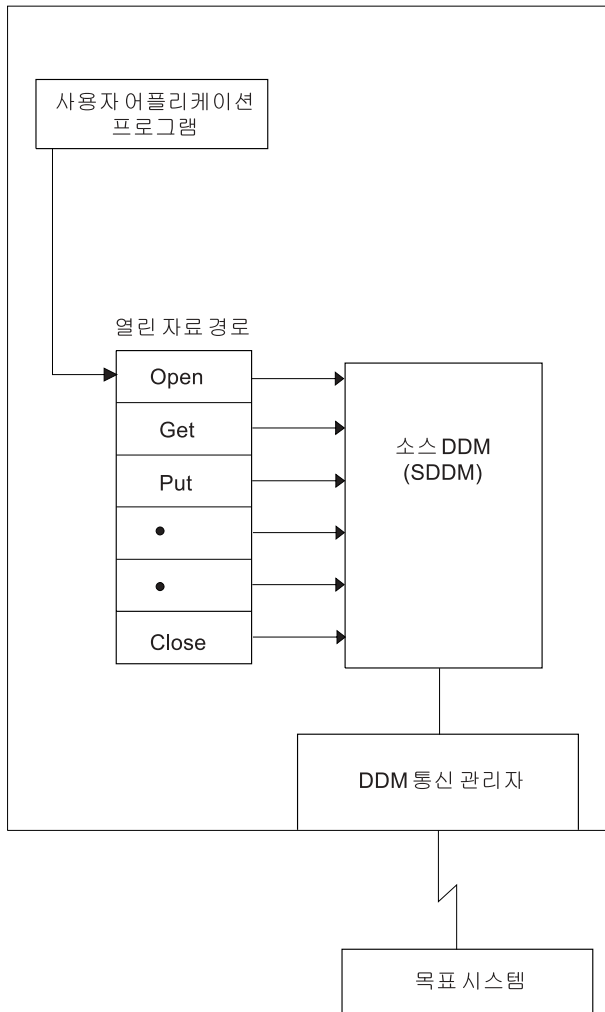 사용자 어플리케이션
프로그램
열린 자료 경로
Open
Get
Put
•
•
Close
소스 DDM
(SDDM)
DDM 통신 관리자
목표 시스템